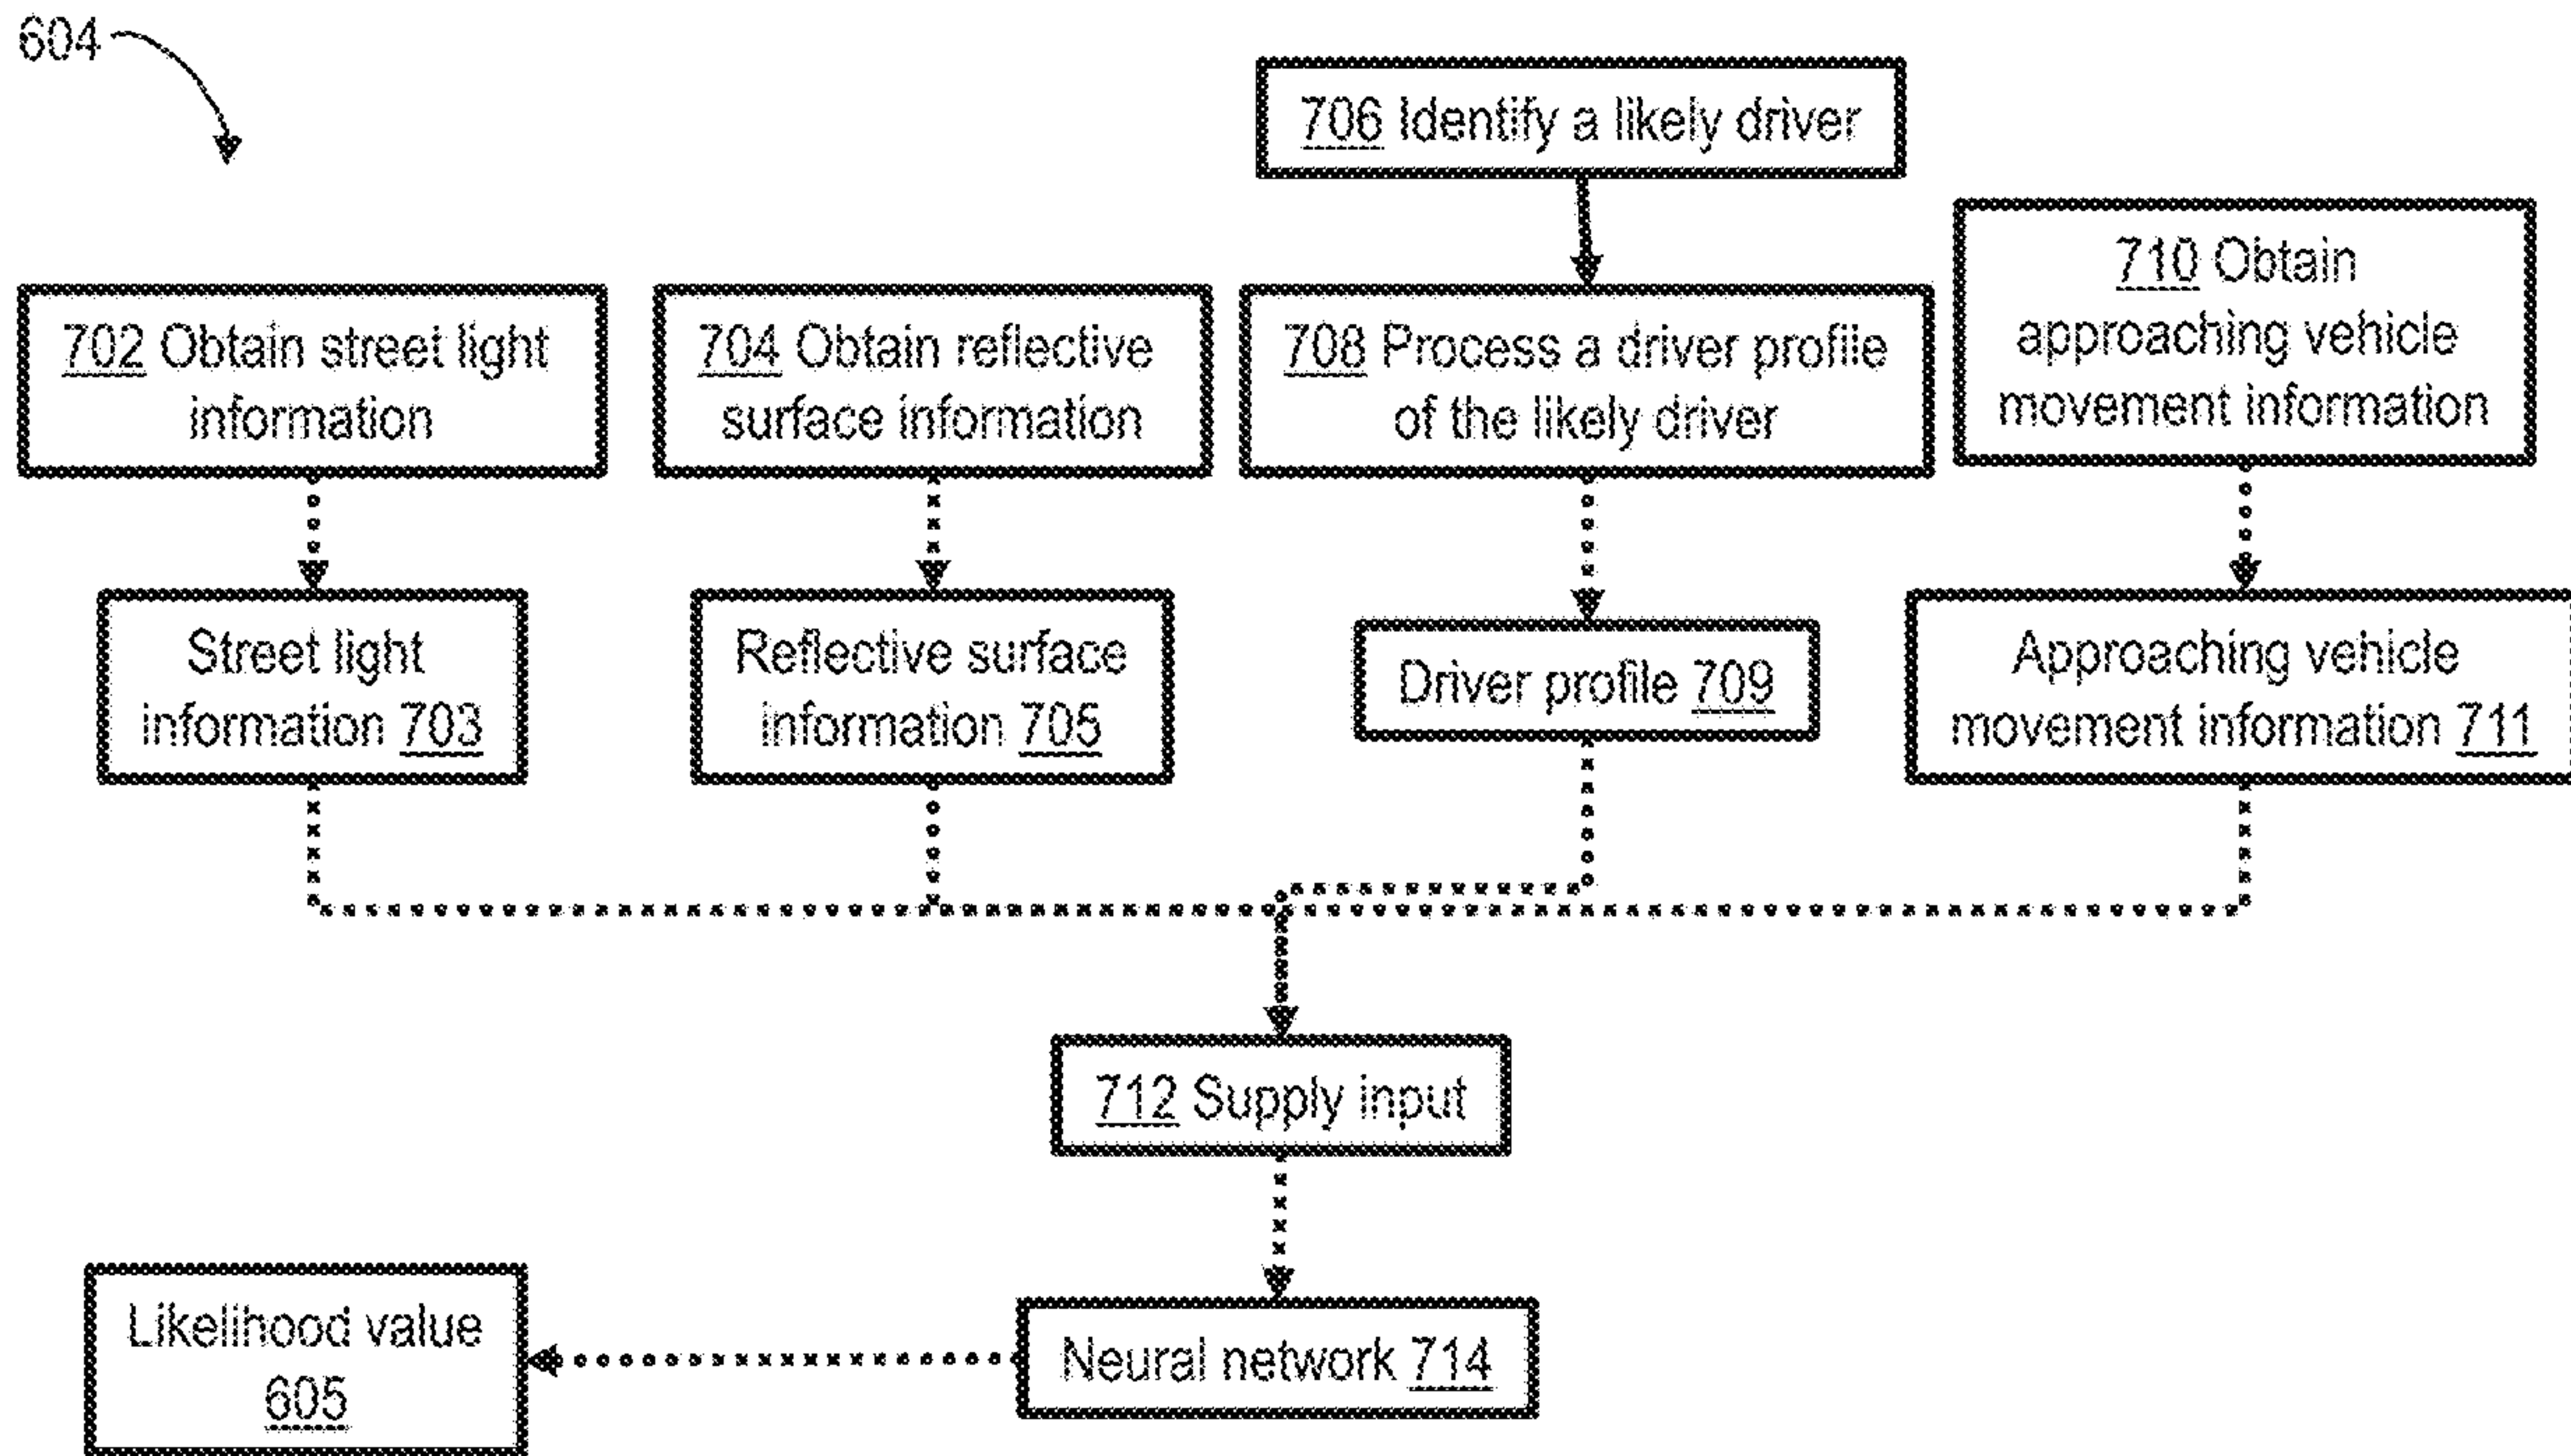 604
706 Identify a likely driver
710 Obtain
approaching vehicle
movement information
702 Obtain street light
information
704 Obtain reflective
surface information
708 Process a driver profile
of the likely driver
Street light
information 703
Reflective surface
information 705
Driver profile 709
Approaching vehicle
movement information 711
712 Supply input
Neural network 714
Likelihood value
605